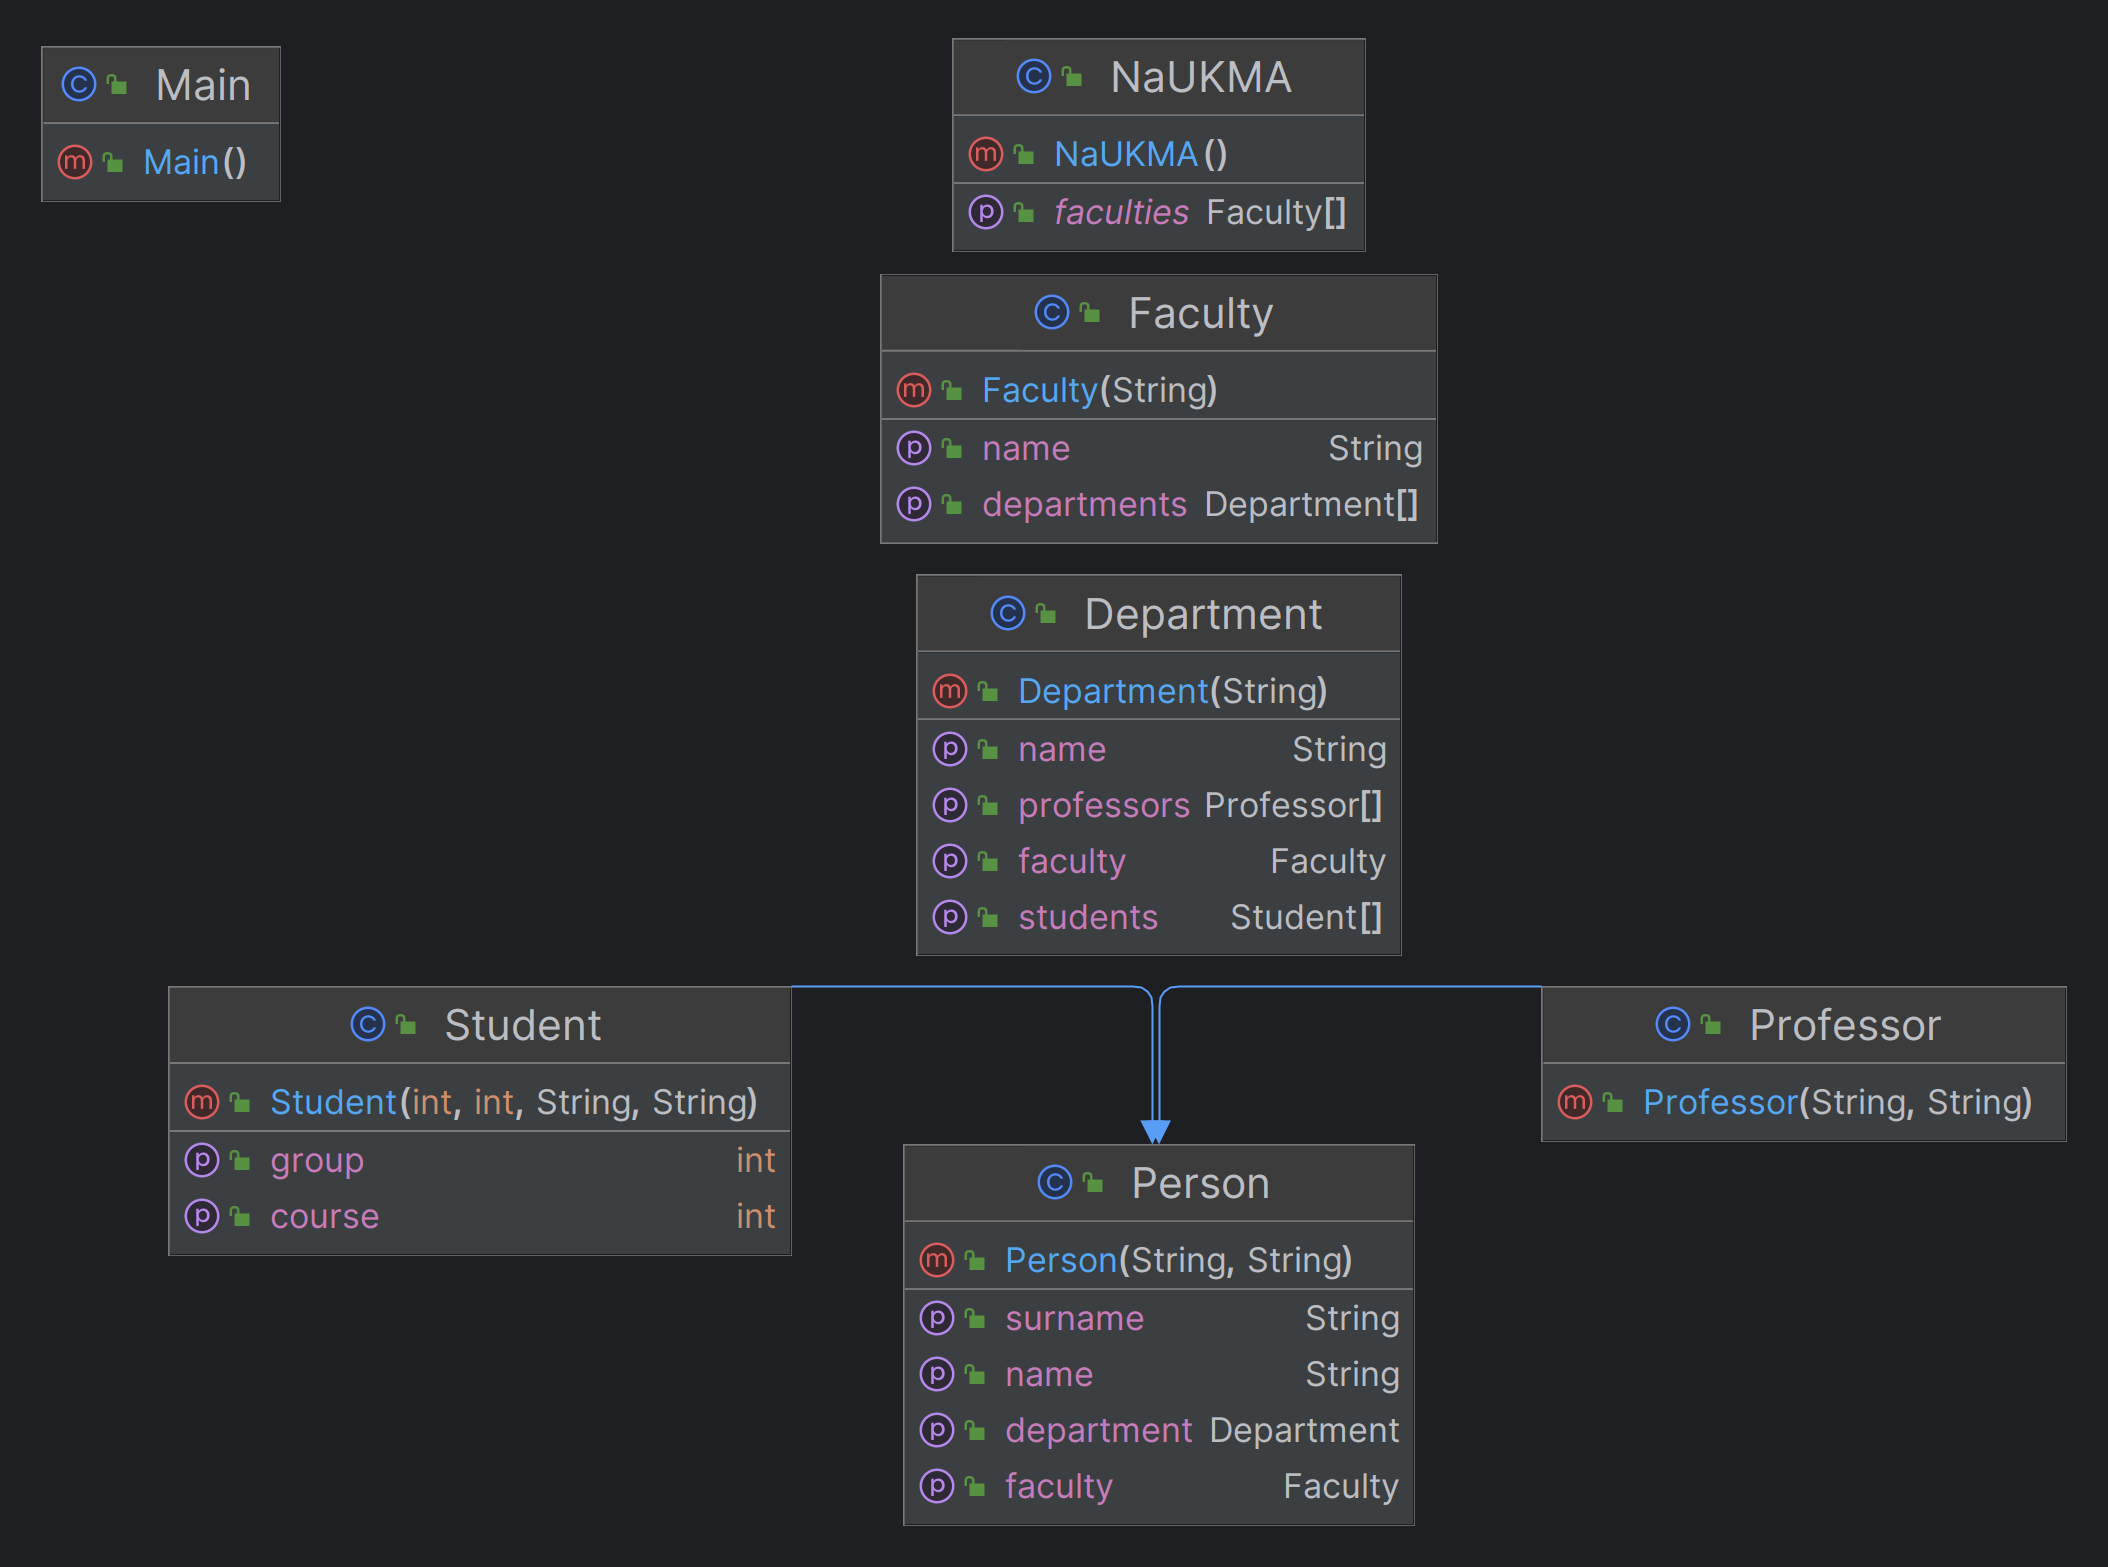 Main
Main()
NaUKMA
NaUKMA()
faculties Faculty[]
Faculty
Faculty(String)
name String
departments Department[]
Department
Department(String)
name String
professors Professor[]
faculty Faculty
students Student[]
Student
Student(int, int, String, String)
group int
course int
Professor
Professor(String, String)
Person
Person(String, String)
surname String
name String
department Department
faculty Faculty